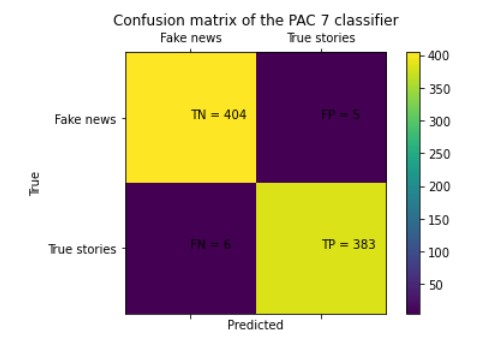 Confusion matrix of the PAC 7 classifier
Fake news True stories
400
350
Fake news TN = 404 FP = 5
300
250
True
200
150
True stories FN = 6 TP = 383
100
50
Predicted